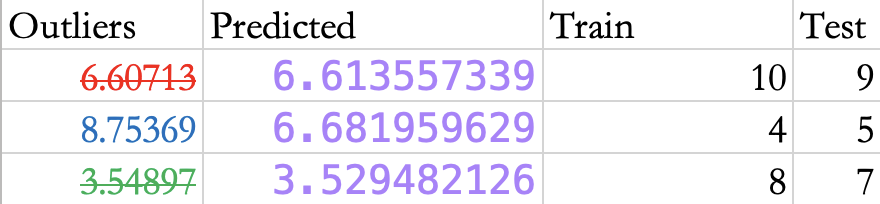 Outliers Predicted Train Test
6.60713 6.613557339 10 9
8.75369 6.681959629 4 5
3.54897 3.529482126 8 7